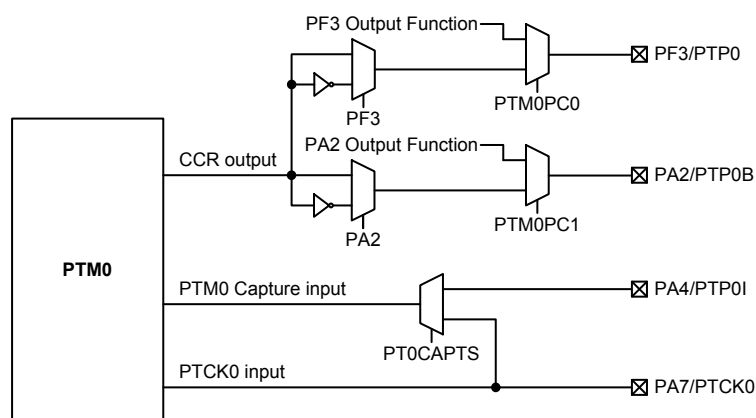 PF3 Output Function
PF3/PTP0
PTM0PC0
PF3
CCR output
PA2 Output Function
PA2/PTP0B
PTM0PC1
PA2
PTM0
PTM0 Capture input
PA4/PTP0I
PT0CAPTS
PTCK0 input
PA7/PTCK0